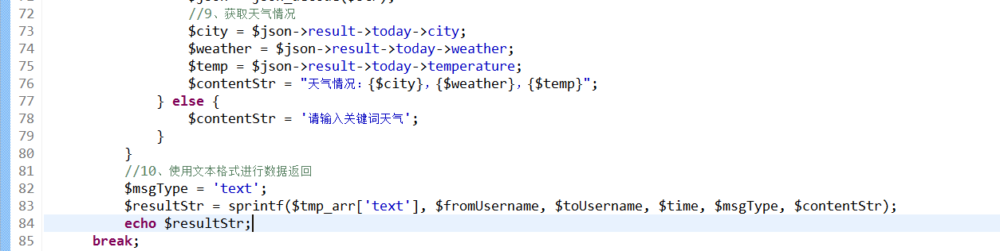 72 //9、获取天气情况
73 $city = $json->result->today->city;
74 $weather = $json->result->today->weather;
75 $temp = $json->result->today->temperature;
76 $contentStr = "天气情况：{$city}，{$weather}，{$temp}";
77 } else {
78 $contentStr = '请输入关键词天气';
79 }
80 }
81 //10、使用文本格式进行数据返回
82 $msgType = 'text';
83 $resultStr = sprintf($tmp_arr['text'], $fromUsername, $toUsername, $time, $msgType, $contentStr);
84 echo $resultStr;
85 break;